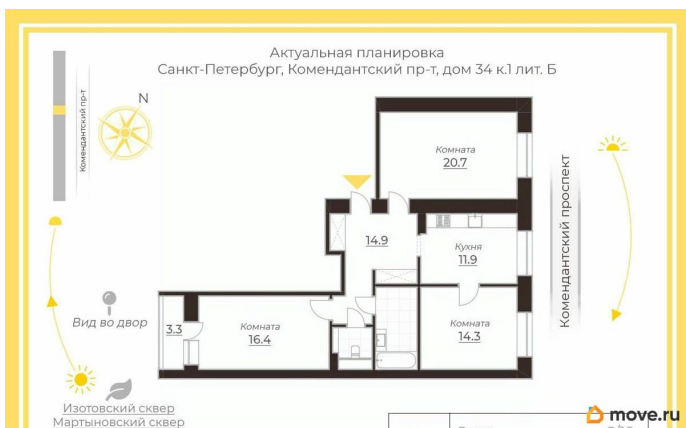 Актуальная планировка
Санкт-Петербург, Комендантский пр-т, дом 34 к.1 лит. Б
Комендантский пр-т
N
Комната
20.7
14.9
Кухня
11.9
Комендантский проспект
Вид во двор
3.3
Комната
16.4
Комната
14.3
Изотовский сквер
Мартыновский сквер
move.ru